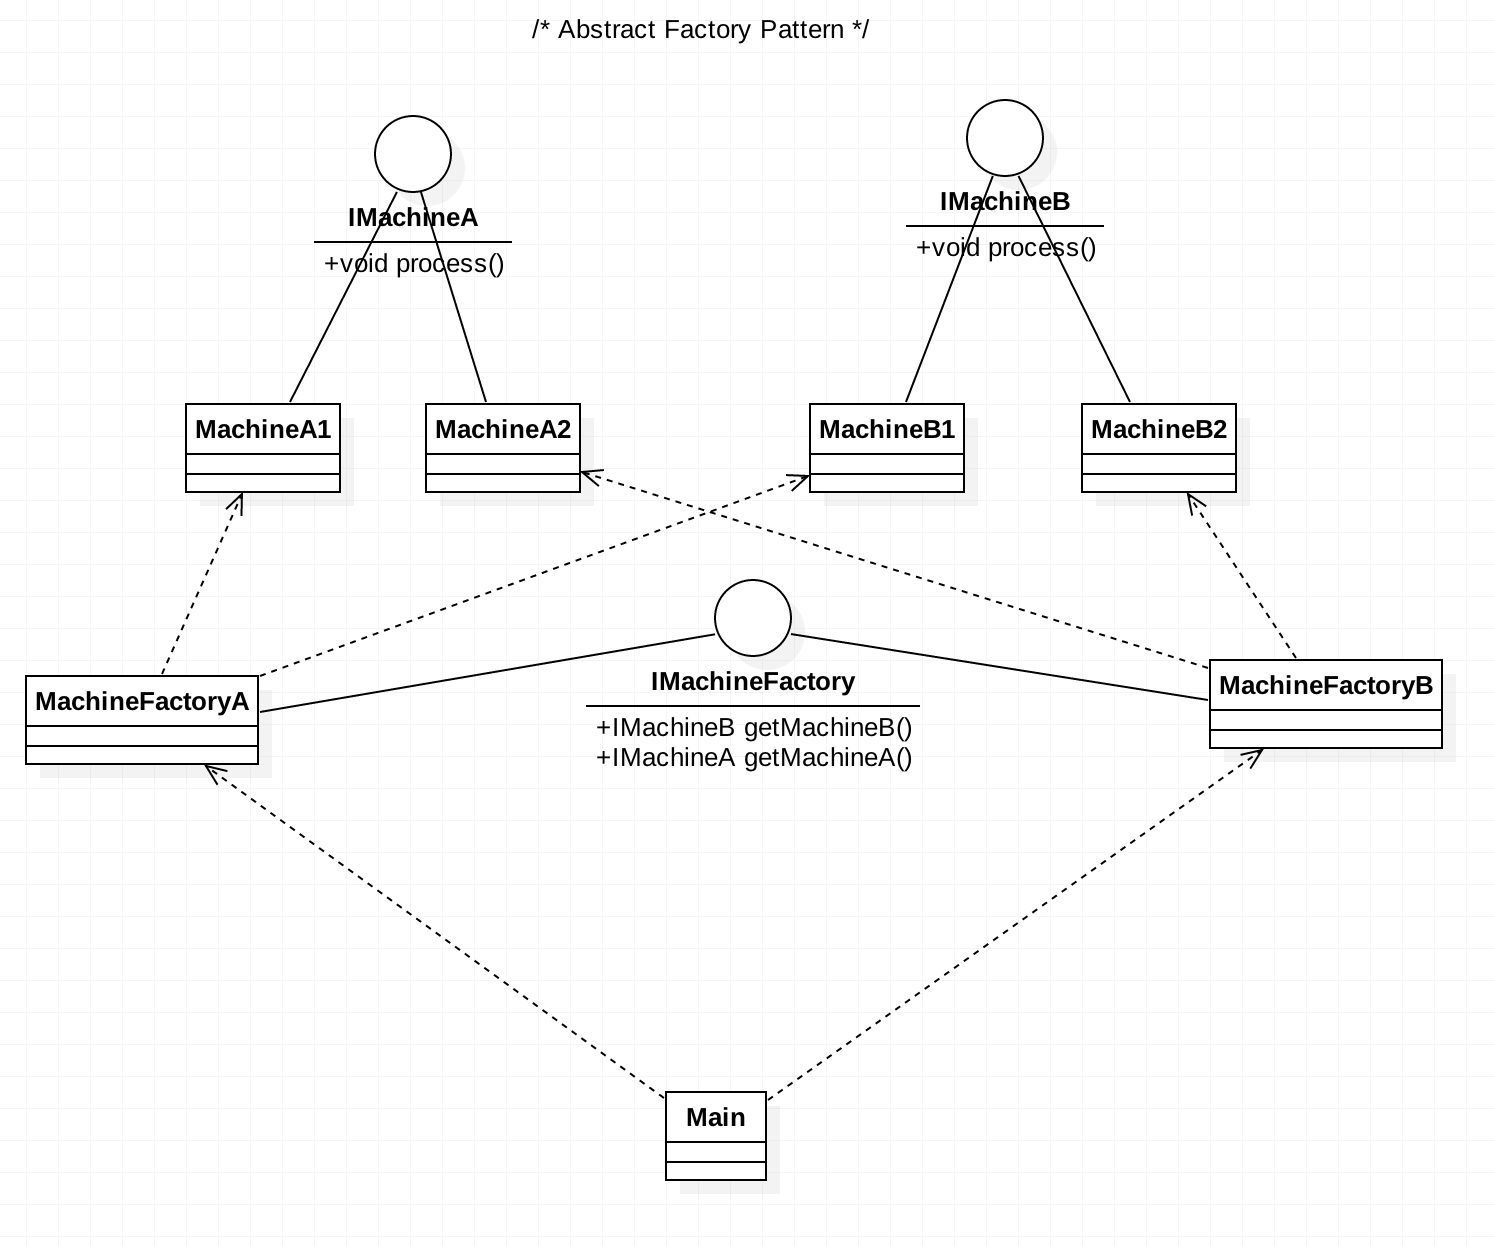 /* Abstract Factory Pattern */
IMachineA
+void process()
IMachineB
+void process()
MachineA1
MachineA2
MachineB1
MachineB2
MachineFactoryA
IMachineFactory
+IMachineB getMachineB()
+IMachineA getMachineA()
MachineFactoryB
Main